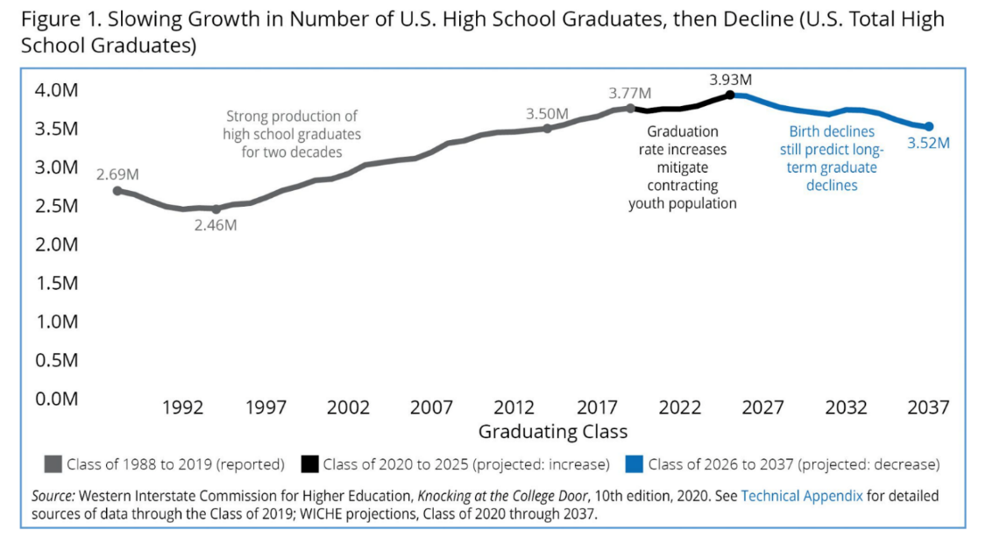 Figure 1. Slowing Growth in Number of U.S. High School Graduates, then Decline (U.S. Total High
School Graduates)
4.0M
3.5M
3.0M
2.5M
2.0M
1.5M
1.0M
0.5M
0.0M
2.69M
2.46M
Strong production of
high school graduates
for two decades
3.50M
3.77M
3.93M
Graduation
rate increases
mitigate
contracting
youth population
Birth declines
still predict long-
term graduate
declines
3.52M
1992 1997 2002 2007 2012 2017 2022 2027 2032 2037
Graduating Class
Class of 1988 to 2019 (reported) Class of 2020 to 2025 (projected: increase) Class of 2026 to 2037 (projected: decrease)
Source: Western Interstate Commission for Higher Education, Knocking at the College Door, 10th edition, 2020. See Technical Appendix for detailed
sources of data through the Class of 2019; WICHE projections, Class of 2020 through 2037.